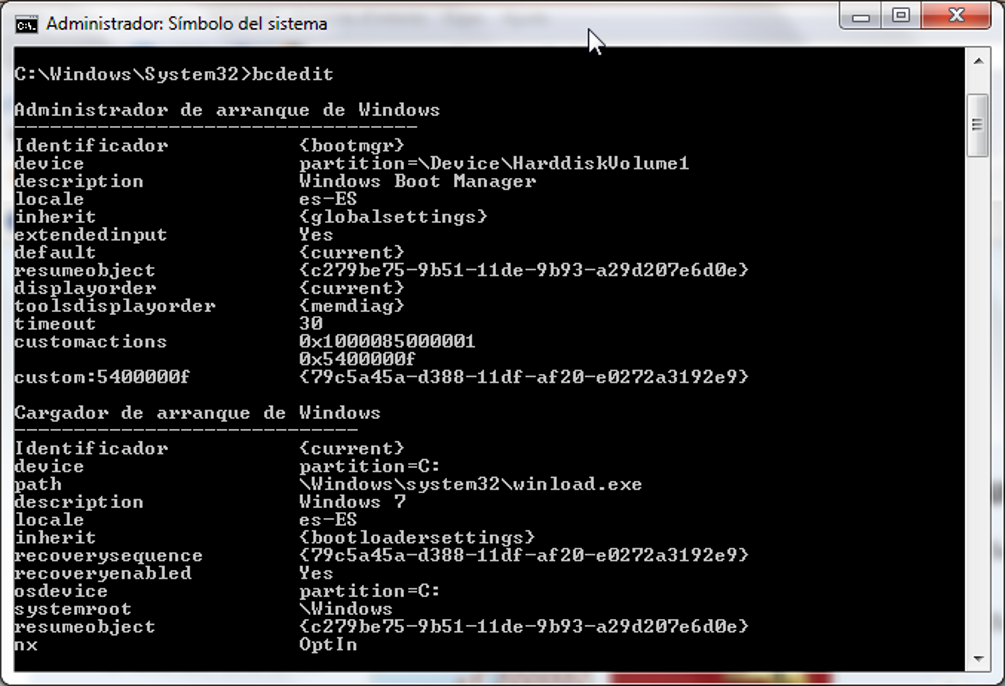 Administrador: Símbolo del sistema
C:\Windows\System32>bcdedit
Administrador de arranque de Windows
----------------------------------
Identificador {bootmgr}
device partition=\Device\HarddiskVolume1
description Windows Boot Manager
locale es-ES
inherit {globalsettings}
extendedinput Yes
default {current}
resumeobject {c279be75-9b51-11de-9b93-a29d207e6d0e}
displayorder {current}
toolsdisplayorder {memdiag}
timeout 30
customactions 0x1000085000001
0x5400000f
custom:5400000f {79c5a45a-d388-11df-af20-e0272a3192e9}
Cargador de arranque de Windows
-----------------------------
Identificador {current}
device partition=C:
path \Windows\system32\winload.exe
description Windows 7
locale es-ES
inherit {bootloadersettings}
recoverysequence {79c5a45a-d388-11df-af20-e0272a3192e9}
recoveryenabled Yes
osdevice partition=C:
systemroot \Windows
resumeobject {c279be75-9b51-11de-9b93-a29d207e6d0e}
nx OptIn